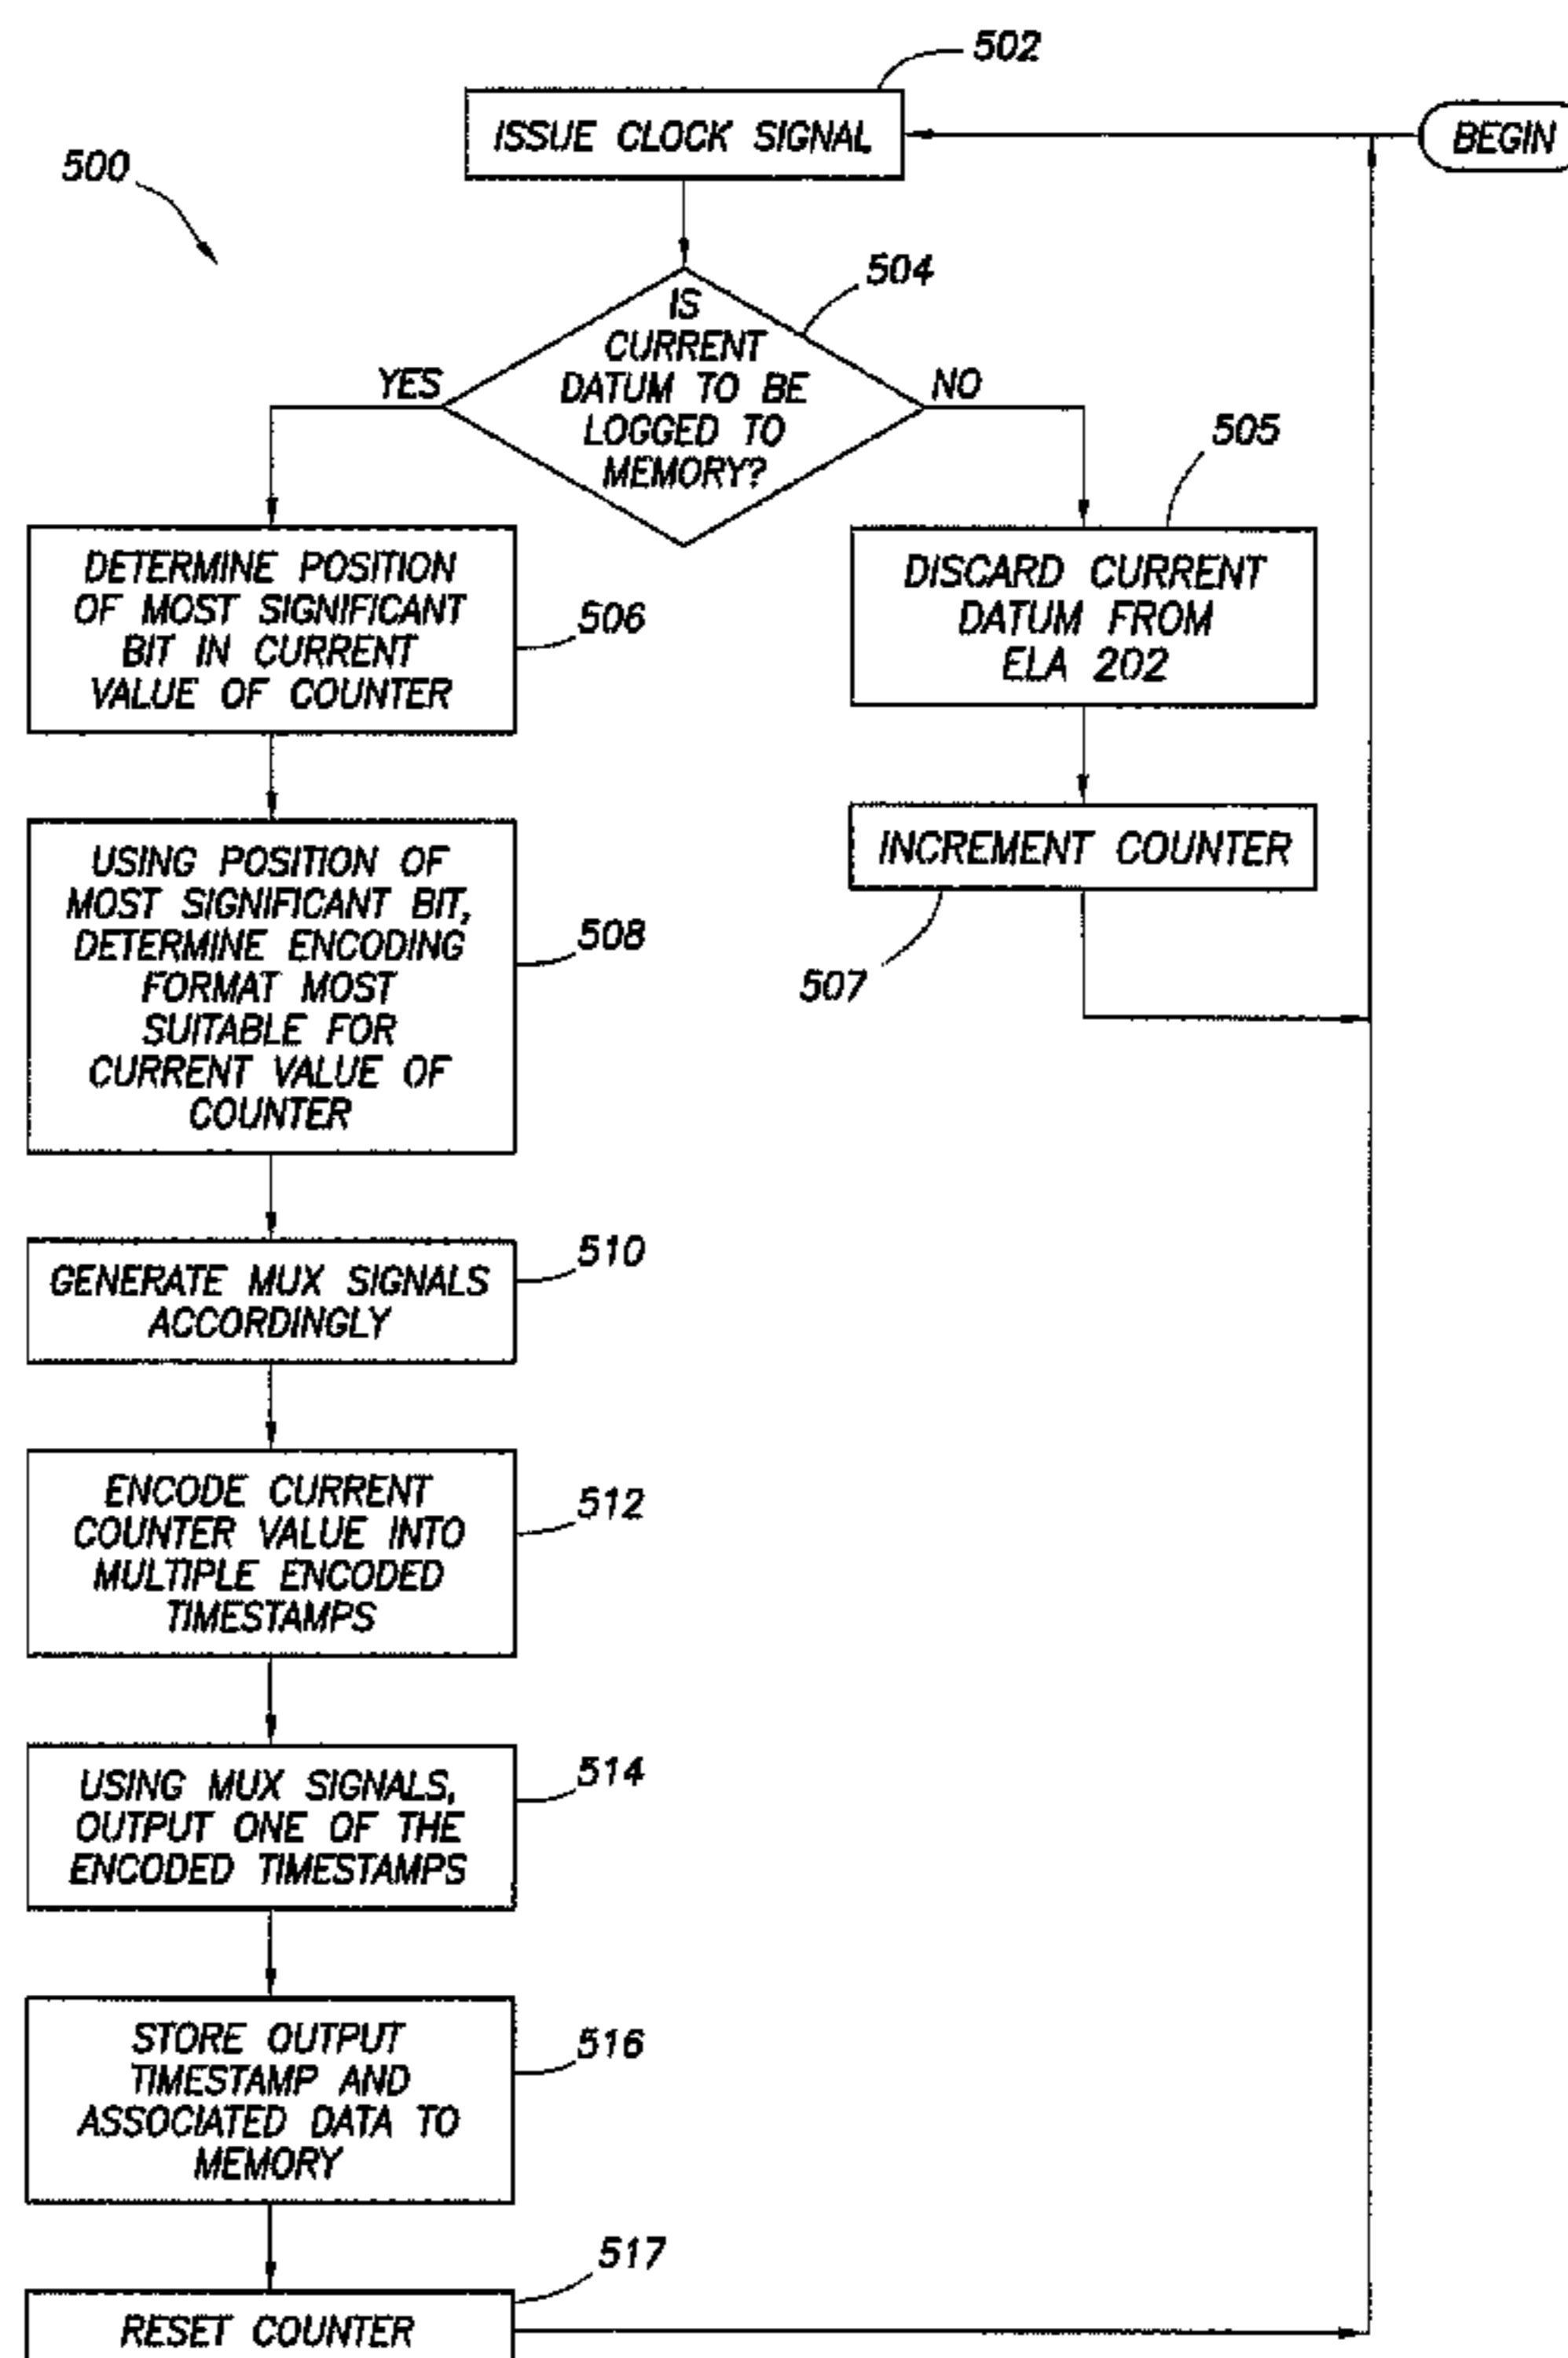 502
ISSUE CLOCK SIGNAL
BEGIN
500
504
IS
CURRENT
DATUM TO BE
LOGGED TO
MEMORY?
YES
NO
505
DETERMINE POSITION
OF MOST SIGNIFICANT
BIT IN CURRENT
VALUE OF COUNTER
506
DISCARD CURRENT
DATUM FROM
ELA 202
INCREMENT COUNTER
507
USING POSITION OF
MOST SIGNIFICANT BIT,
DETERMINE ENCODING
FORMAT MOST
SUITABLE FOR
CURRENT VALUE OF
COUNTER
508
GENERATE MUX SIGNALS
ACCORDINGLY
510
ENCODE CURRENT
COUNTER VALUE INTO
MULTIPLE ENCODED
TIMESTAMPS
512
USING MUX SIGNALS,
OUTPUT ONE OF THE
ENCODED TIMESTAMPS
514
STORE OUTPUT
TIMESTAMP AND
ASSOCIATED DATA TO
MEMORY
516
517
RESET COUNTER